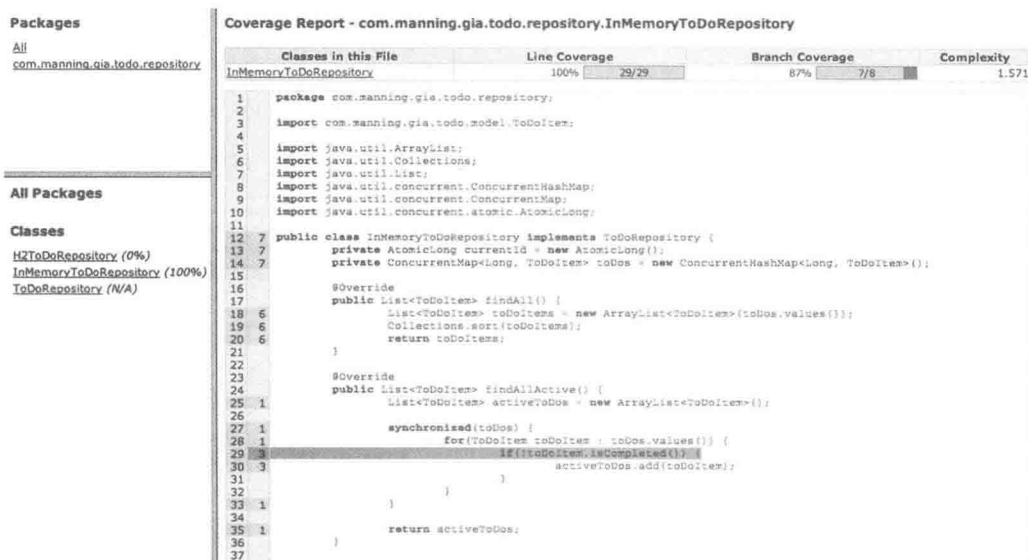 Packages
All
com.manning.gia.todo.repository
All Packages
Classes
H2ToDoRepository (0%)
InMemoryToDoRepository (100%)
ToDoRepository (N/A)
Coverage Report - com.manning.gia.todo.repository.InMemoryToDoRepository
Classes in this File Line Coverage Branch Coverage Complexity
InMemoryToDoRepository 100% 29/29 87% 7/8 1.571
1 package com.manning.gia.todo.repository;
2
3 import com.manning.gia.todo.model.ToDoItem;
4
5 import java.util.ArrayList;
6 import java.util.Collections;
7 import java.util.List;
8 import java.util.concurrent.ConcurrentHashMap;
9 import java.util.concurrent.ConcurrentMap;
10 import java.util.concurrent.atomic.AtomicLong;
11
12 7 public class InMemoryToDoRepository implements ToDoRepository {
13 7 private AtomicLong currentId = new AtomicLong();
14 7 private ConcurrentMap<Long, ToDoItem> toDos = new ConcurrentHashMap<Long, ToDoItem>();
15
16 @Override
17 public List<ToDoItem> findAll() {
18 6 List<ToDoItem> toDoItems = new ArrayList<ToDoItem>(toDos.values());
19 6 Collections.sort(toDoItems);
20 6 return toDoItems;
21 }
22
23 @Override
24 public List<ToDoItem> findAllActive() {
25 1 List<ToDoItem> activeToDos = new ArrayList<ToDoItem>();
26
27 1 synchronized(toDos) {
28 1 for(ToDoItem toDoItem : toDos.values()) {
29 3 if(!toDoItem.isCompleted()) {
30 3 activeToDos.add(toDoItem);
31 }
32 }
33 1 }
34
35 1 return activeToDos;
36 }
37